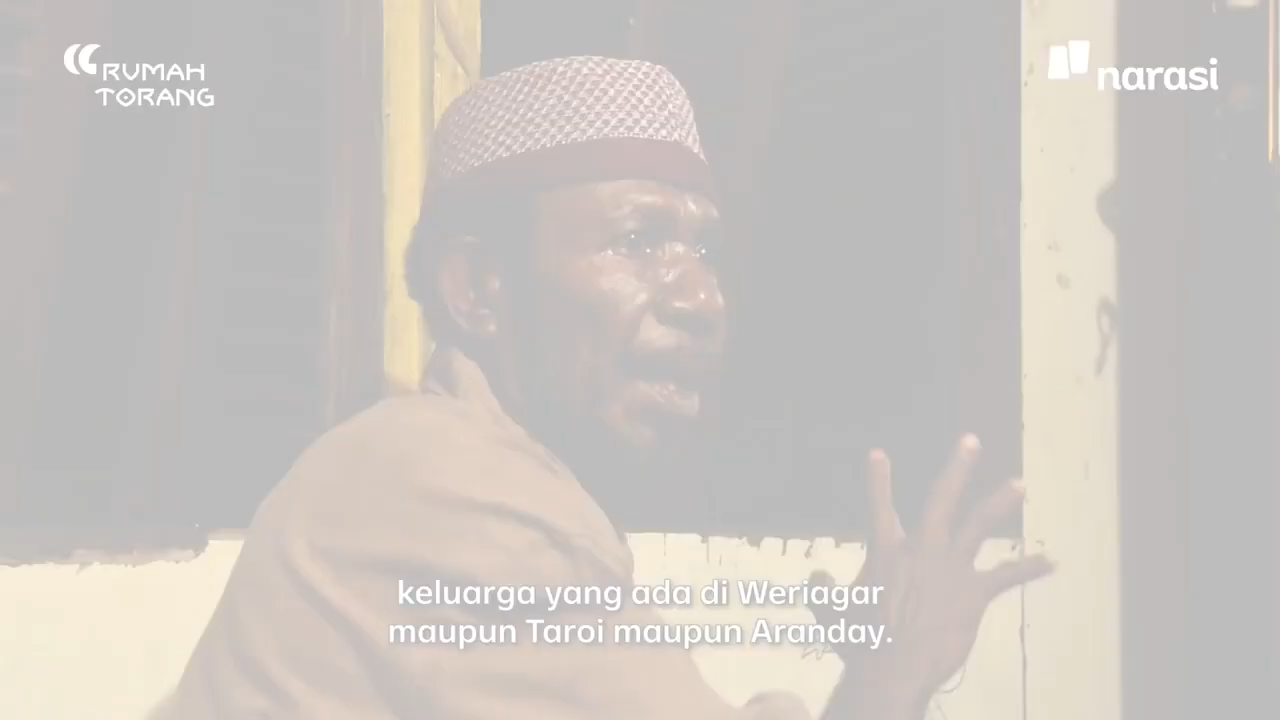 RUMAH
TORANG
narasi
keluarga yang ada di Weriagar
maupun Taroi maupun Aranday.